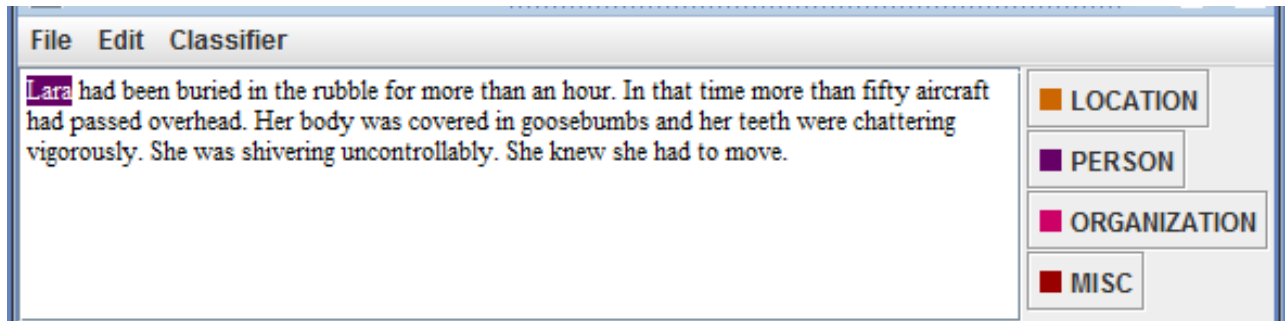 File Edit Classifier
Lara had been buried in the rubble for more than an hour. In that time more than fifty aircraft
had passed overhead. Her body was covered in goosebumps and her teeth were chattering
vigorously. She was shivering uncontrollably. She knew she had to move.
LOCATION
PERSON
ORGANIZATION
MISC